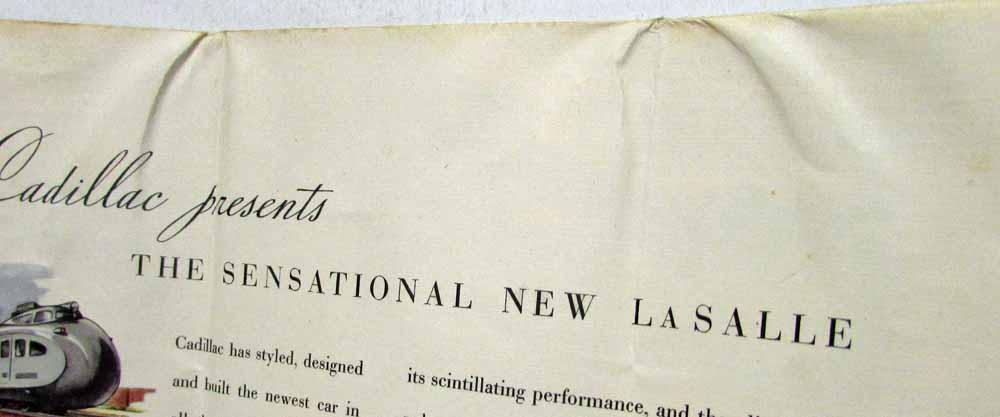 Cadillac presents
THE SENSATIONAL NEW LaSALLE
Cadillac has styled, designed
and built the newest car in
its scintillating performance, and